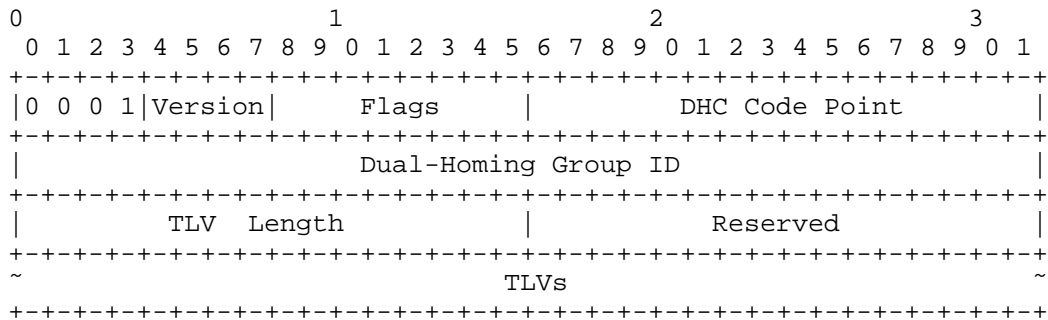 0                   1                   2                   3
 0 1 2 3 4 5 6 7 8 9 0 1 2 3 4 5 6 7 8 9 0 1 2 3 4 5 6 7 8 9 0 1
+-+-+-+-+-+-+-+-+-+-+-+-+-+-+-+-+-+-+-+-+-+-+-+-+-+-+-+-+-+-+-+-+
|0 0 0 1|Version|     Flags     |         DHC Code Point        |
+-+-+-+-+-+-+-+-+-+-+-+-+-+-+-+-+-+-+-+-+-+-+-+-+-+-+-+-+-+-+-+-+
|                     Dual-Homing Group ID                      |
+-+-+-+-+-+-+-+-+-+-+-+-+-+-+-+-+-+-+-+-+-+-+-+-+-+-+-+-+-+-+-+-+
|         TLV  Length           |           Reserved            |
+-+-+-+-+-+-+-+-+-+-+-+-+-+-+-+-+-+-+-+-+-+-+-+-+-+-+-+-+-+-+-+-+
~                              TLVs                             ~
+-+-+-+-+-+-+-+-+-+-+-+-+-+-+-+-+-+-+-+-+-+-+-+-+-+-+-+-+-+-+-+-+